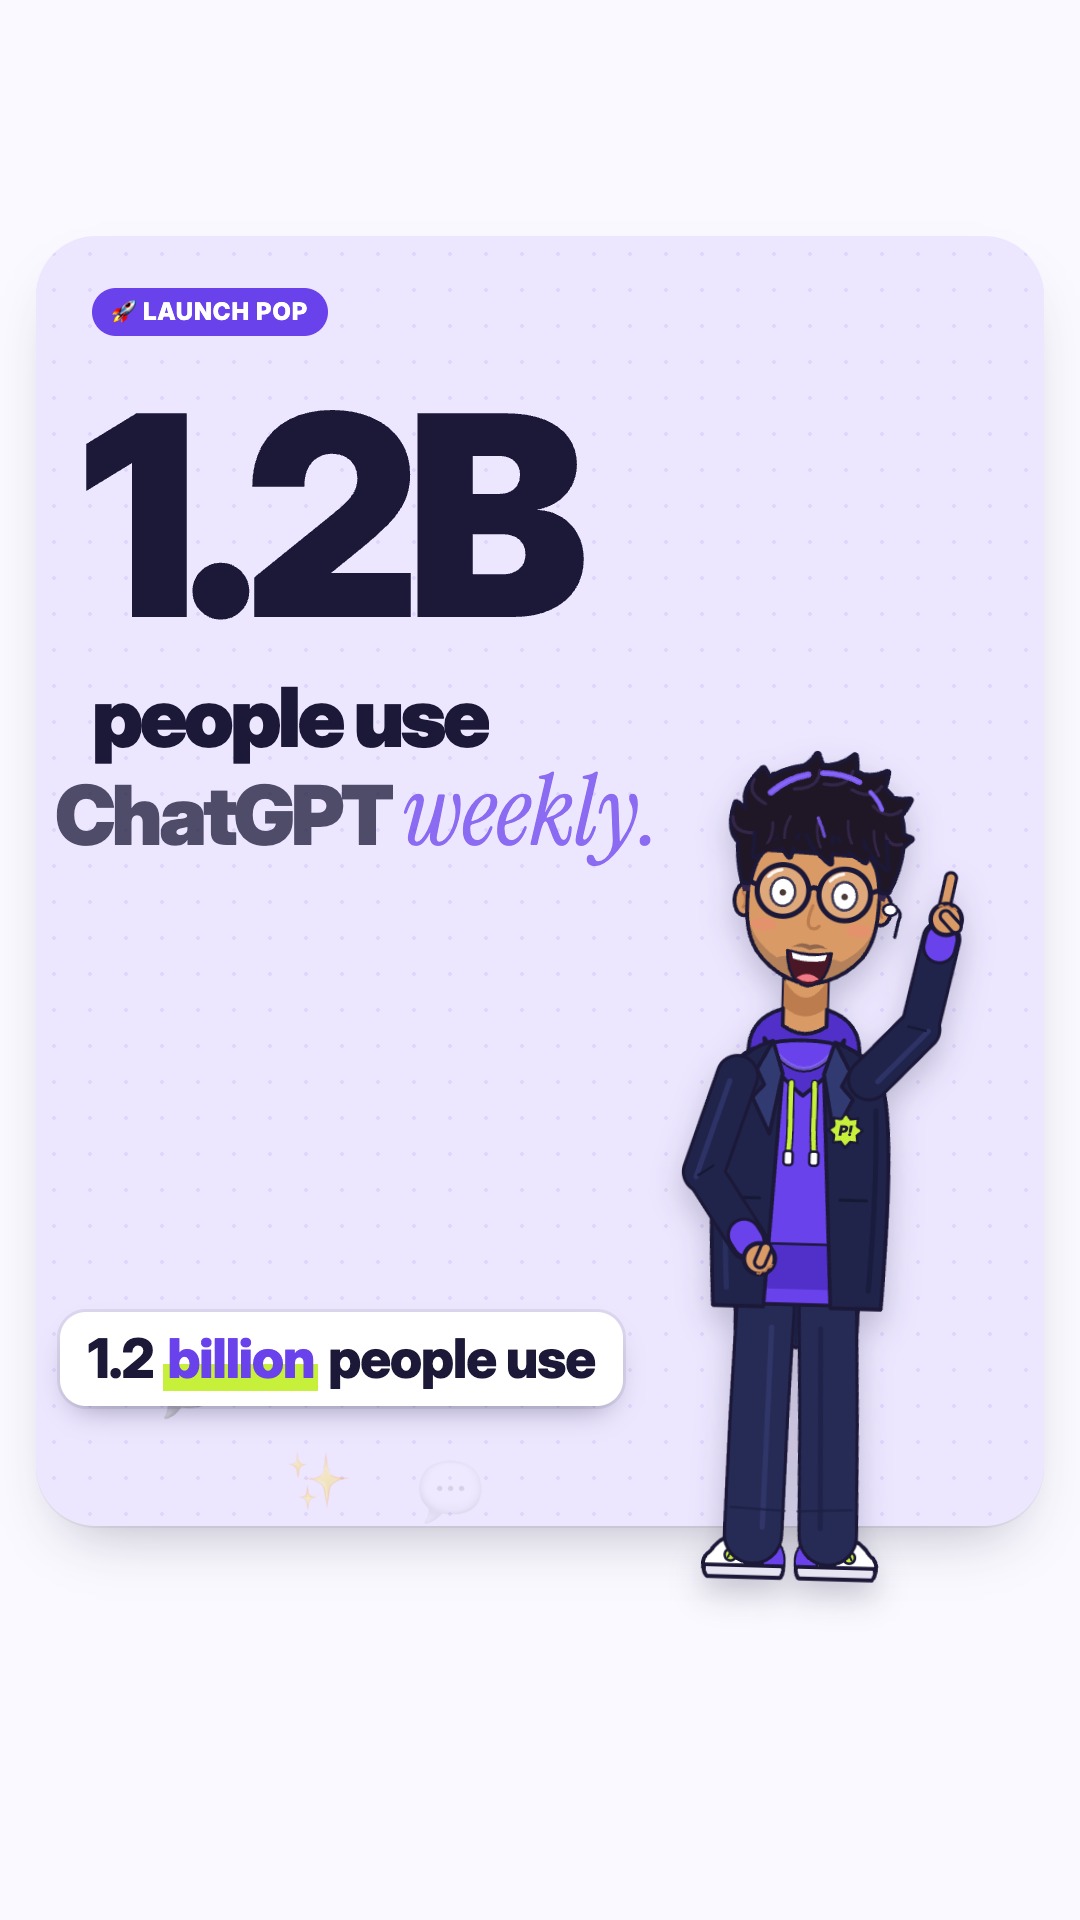 🚀 LAUNCH POP
1.2B
people use
ChatGPT weekly.
P!
1.2 billion people use